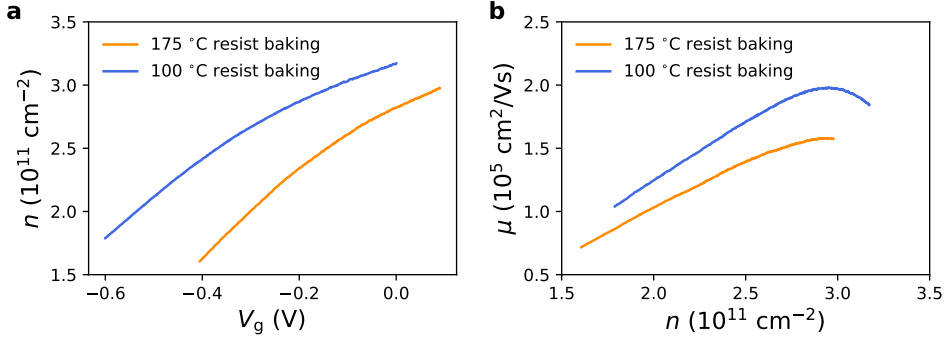 a
3.5
3.0
2.5
2.0
1.5
n (10¹¹ cm⁻²)
175 °C resist baking
100 °C resist baking
−0.6 −0.4 −0.2 0.0
V_g (V)
b
2.5
2.0
1.5
1.0
0.5
μ (10⁵ cm²/Vs)
175 °C resist baking
100 °C resist baking
1.5 2.0 2.5 3.0 3.5
n (10¹¹ cm⁻²)